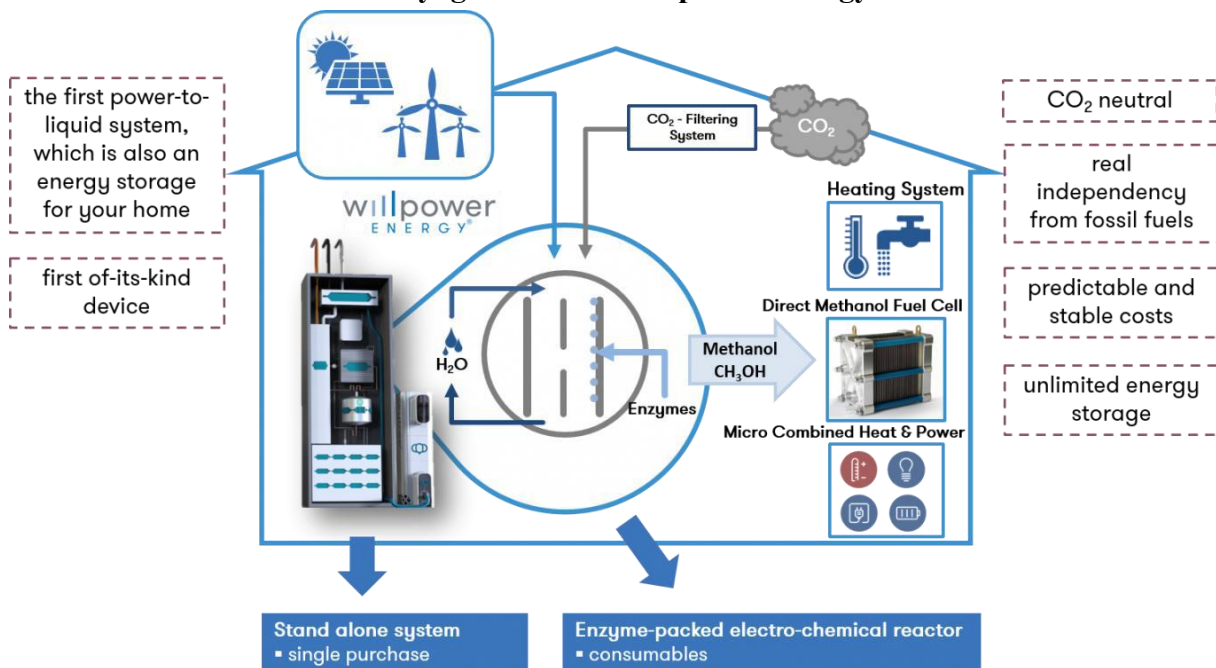 the first power-to-
liquid system,
which is also an
energy storage
for your home
first of-its-kind
device
willpower
ENERGY®
CO₂ - Filtering
System
CO₂
H₂O
Enzymes
Methanol
CH₃OH
Heating System
Direct Methanol Fuel Cell
Micro Combined Heat & Power
CO₂ neutral
real
independency
from fossil fuels
predictable and
stable costs
unlimited energy
storage
Stand alone system
▪ single purchase
Enzyme-packed electro-chemical reactor
▪ consumables